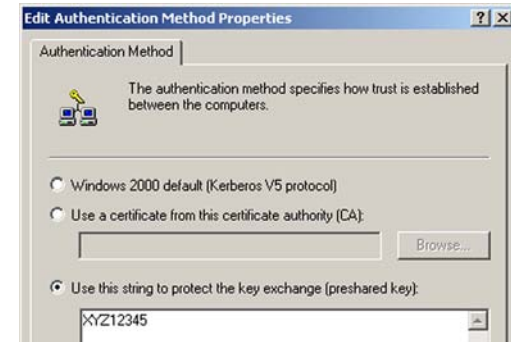 Edit Authentication Method Properties
Authentication Method
The authentication method specifies how trust is established
between the computers.
Windows 2000 default (Kerberos V5 protocol)
Use a certificate from this certificate authority (CA):
Browse...
Use this string to protect the key exchange (preshared key):
XYZ12345